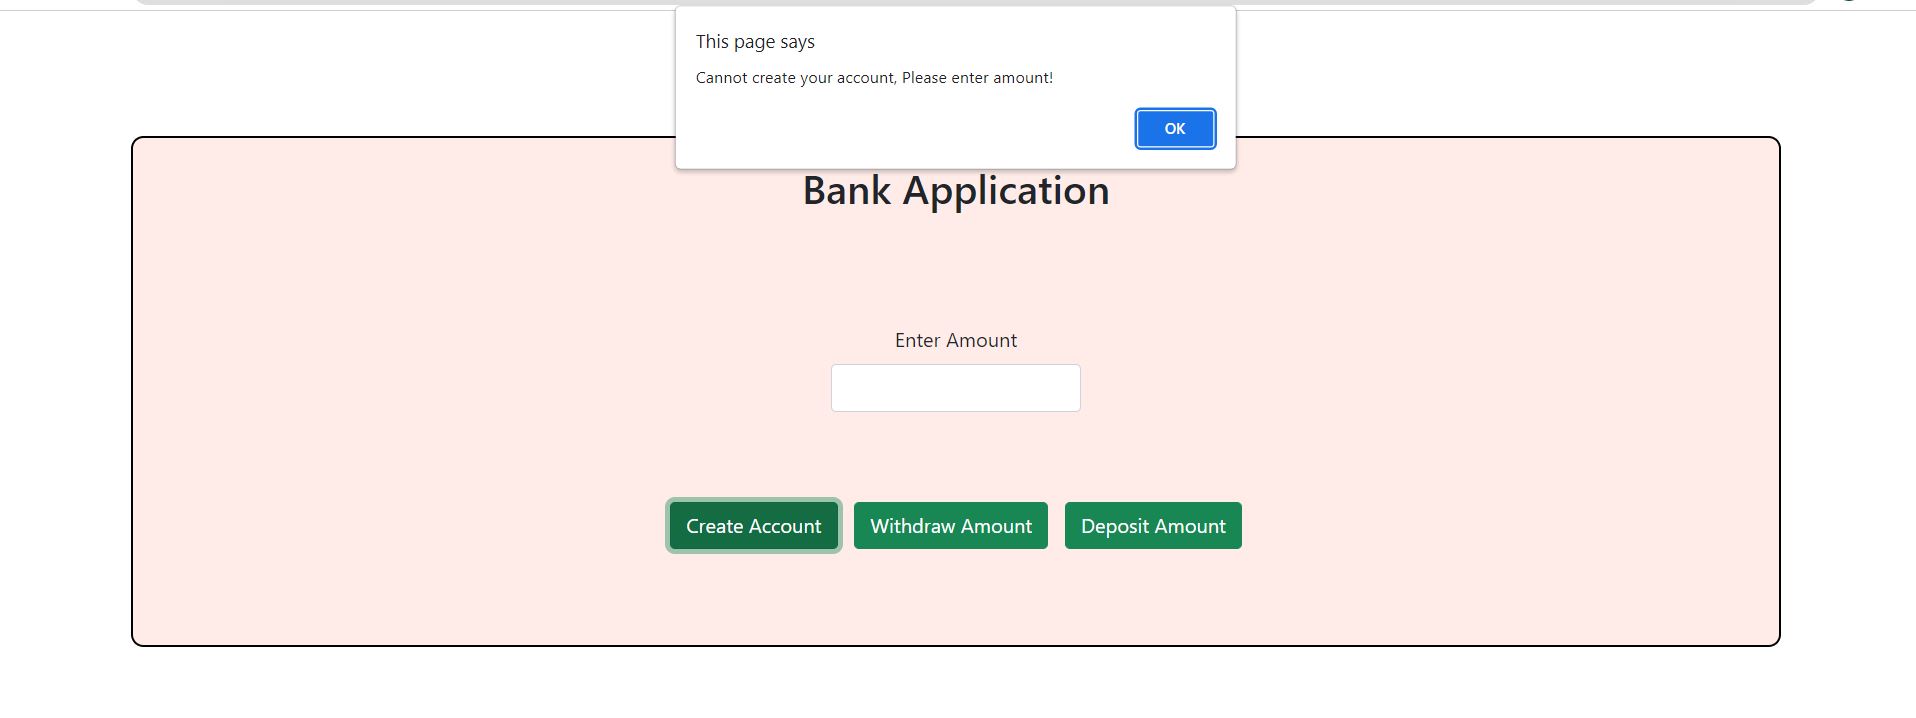 This page says
Cannot create your account, Please enter amount!
OK
Bank Application
Enter Amount
Create Account
Withdraw Amount
Deposit Amount